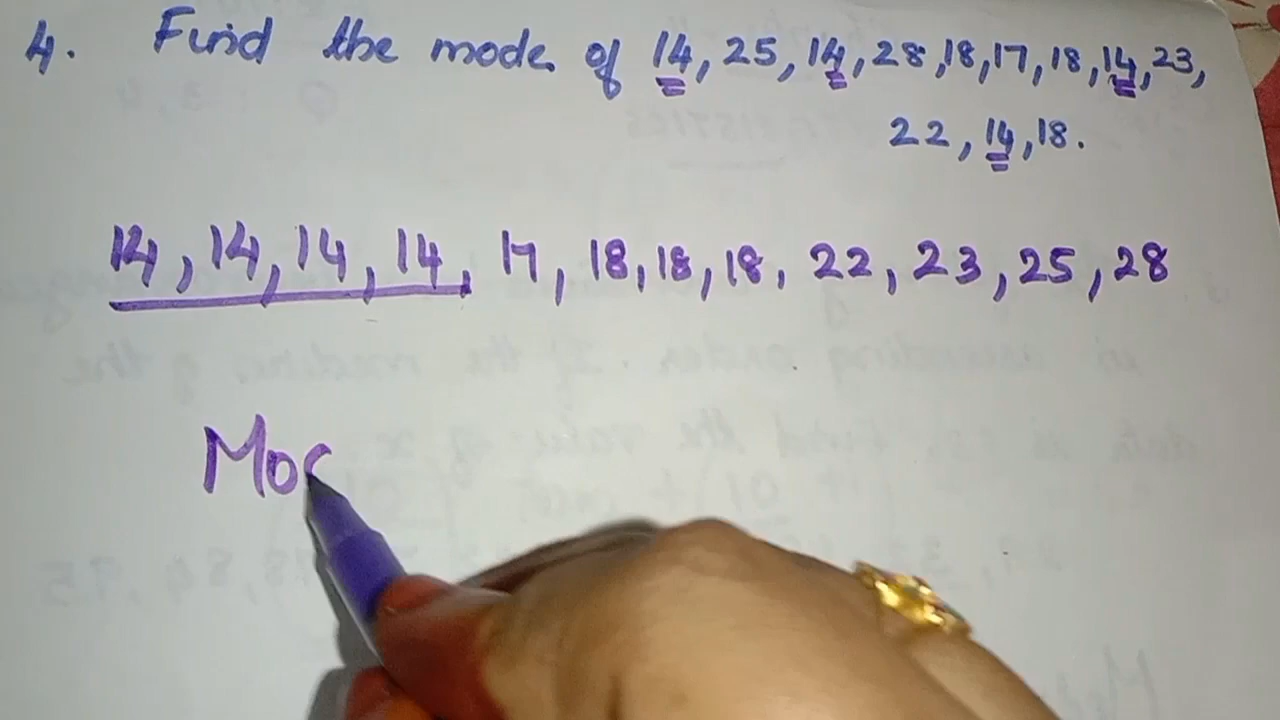 4. Find the mode of 14, 25, 14, 28, 18, 17, 18, 14, 23,
22, 14, 18.
14, 14, 14, 14, 17, 18, 18, 18, 22, 23, 25, 28
Mo